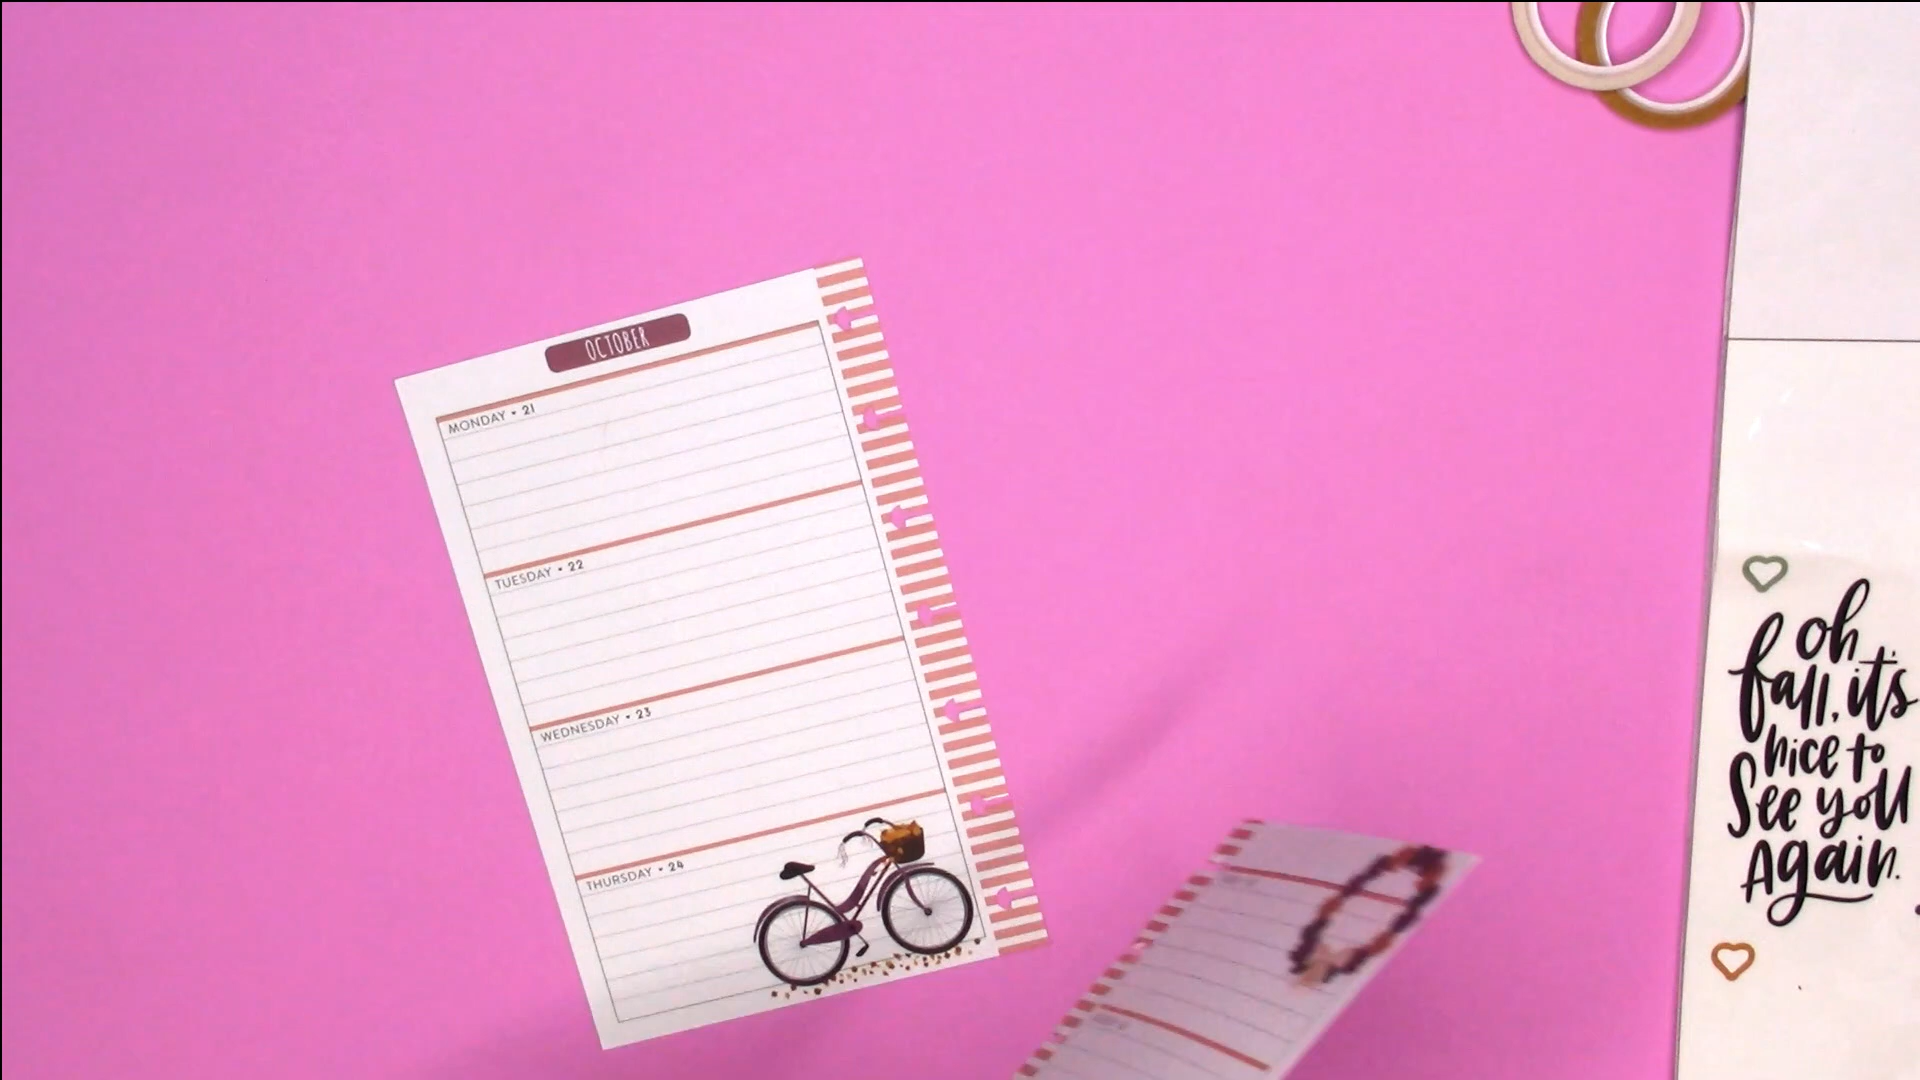 OCTOBER
MONDAY • 21
TUESDAY • 22
WEDNESDAY • 23
THURSDAY • 24
oh
fall, it's
nice to
See you
Again.